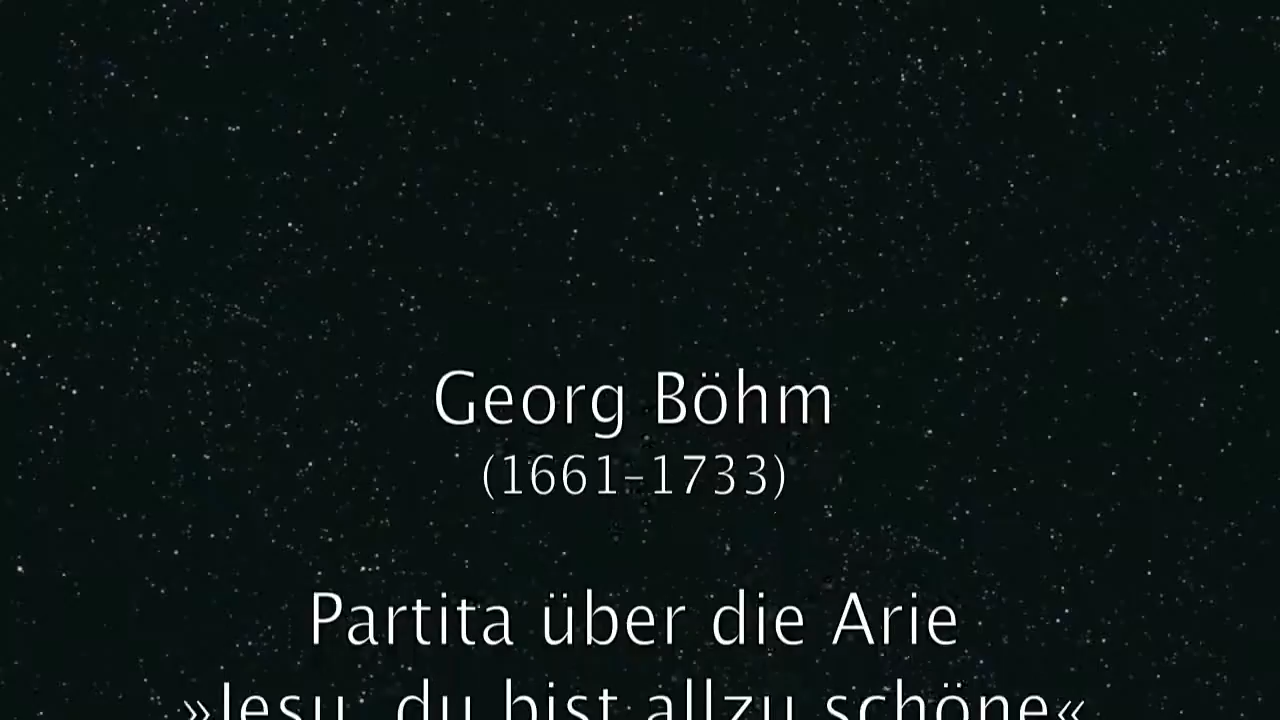 Georg Böhm
(1661–1733)
Partita über die Arie
»Jesu, du bist allzu schöne«